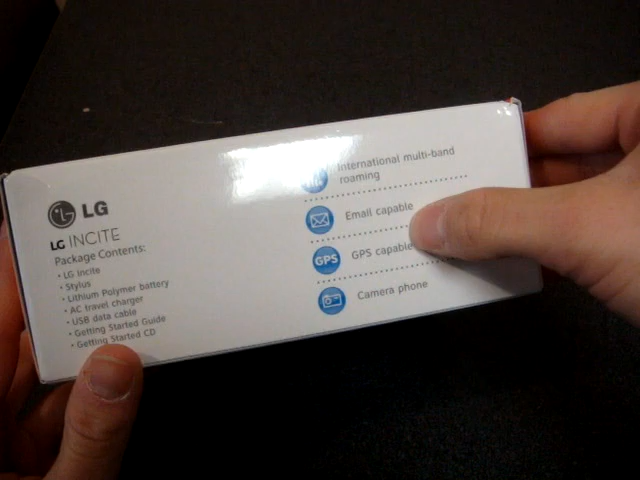 LG
LG INCITE
Package Contents:
• LG Incite
• Stylus
• Lithium Polymer battery
• AC travel charger
• USB data cable
• Getting Started Guide
• Getting Started CD
International multi-band
roaming
Email capable
GPS
GPS capable
Camera phone